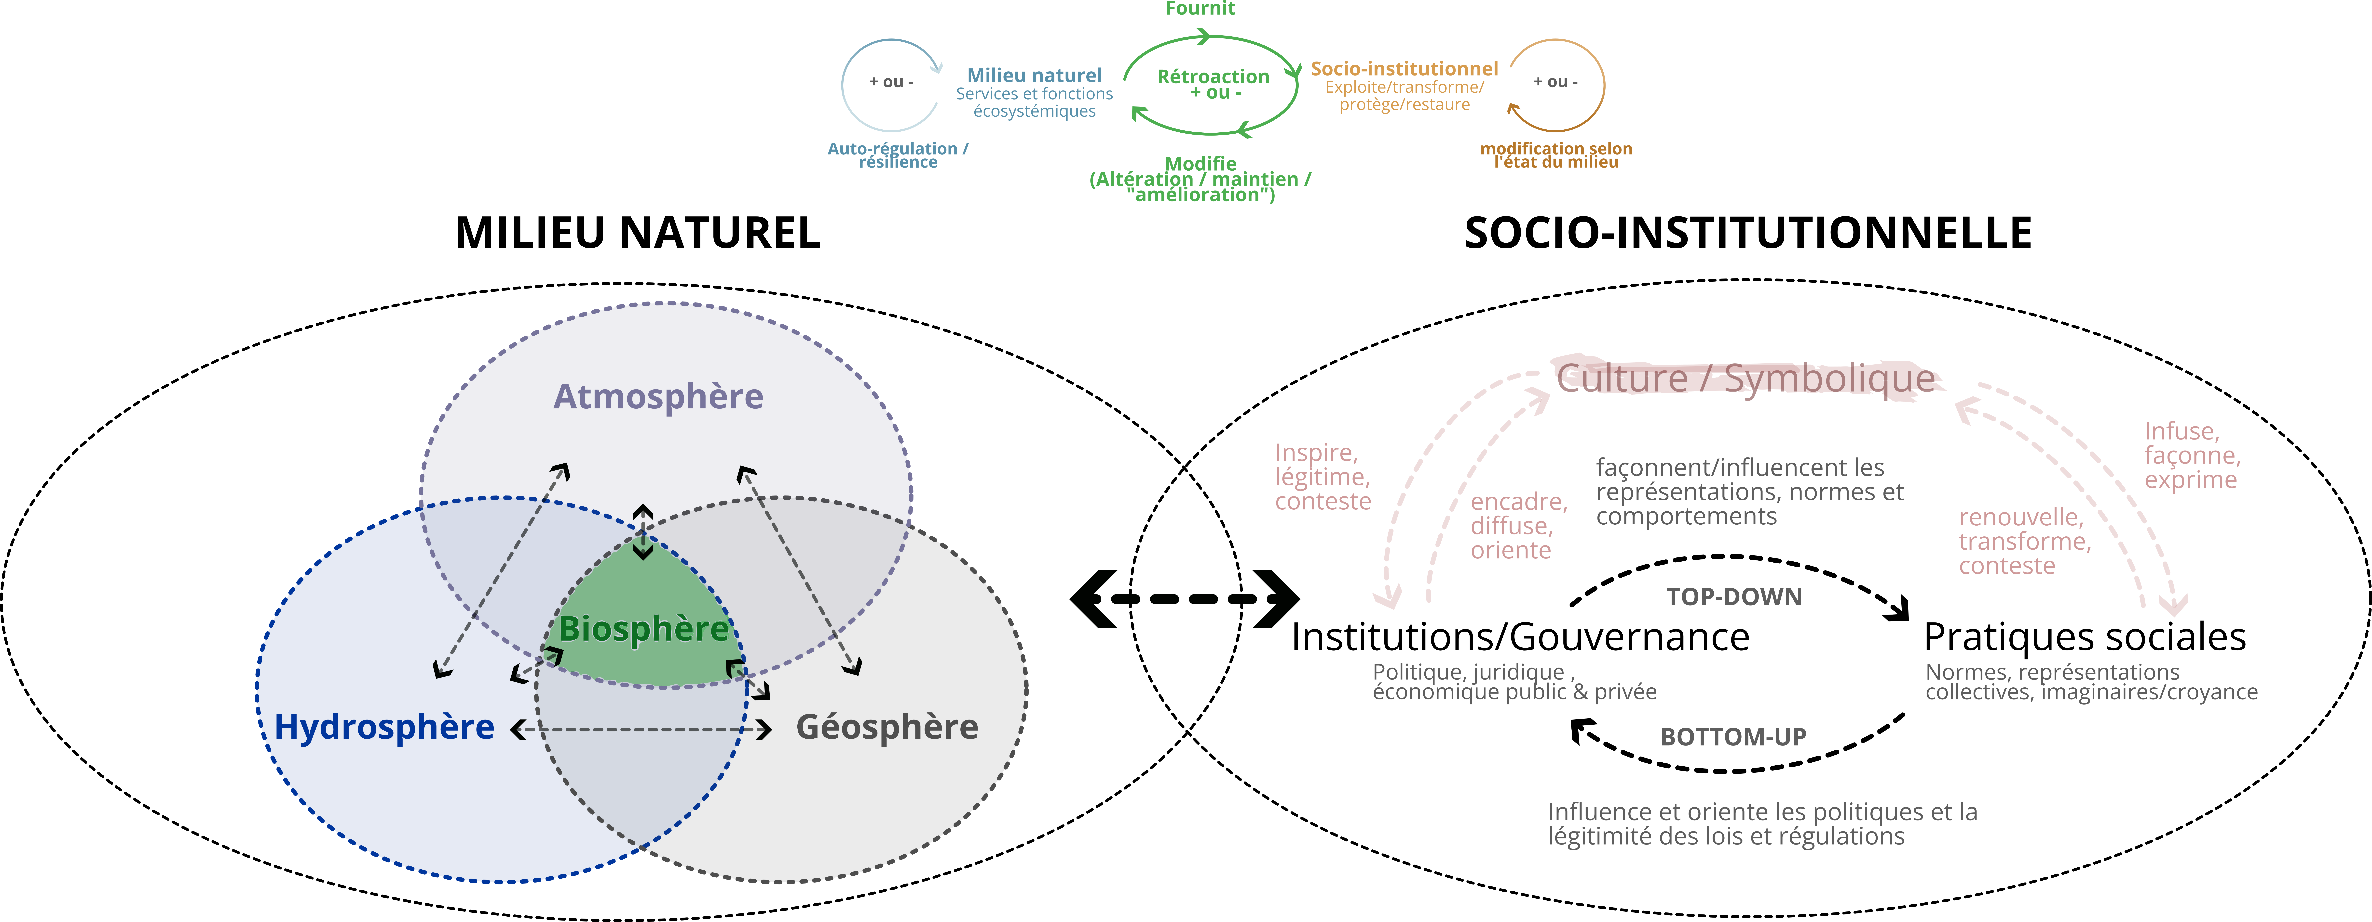 Fournit
+ ou -
Milieu naturel
Services et fonctions
écosystémiques
Rétroaction
+ ou -
Socio-institutionnel
Exploite/transforme/
protège/restaure
+ ou -
Auto-régulation /
résilience
Modifie
(Altération / maintien /
"amélioration")
modification selon
l'état du milieu
MILIEU NATUREL
SOCIO-INSTITUTIONNELLE
Atmosphère
Biosphère
Hydrosphère
Géosphère
Culture / Symbolique
Inspire,
légitime,
conteste
encadre,
diffuse,
oriente
façonnent/influencent les
représentations, normes et
comportements
Infuse,
façonne,
exprime
renouvelle,
transforme,
conteste
TOP-DOWN
Institutions/Gouvernance
Politique, juridique ,
économique public & privée
Pratiques sociales
Normes, représentations
collectives, imaginaires/croyance
BOTTOM-UP
Influence et oriente les politiques et la
légitimité des lois et régulations